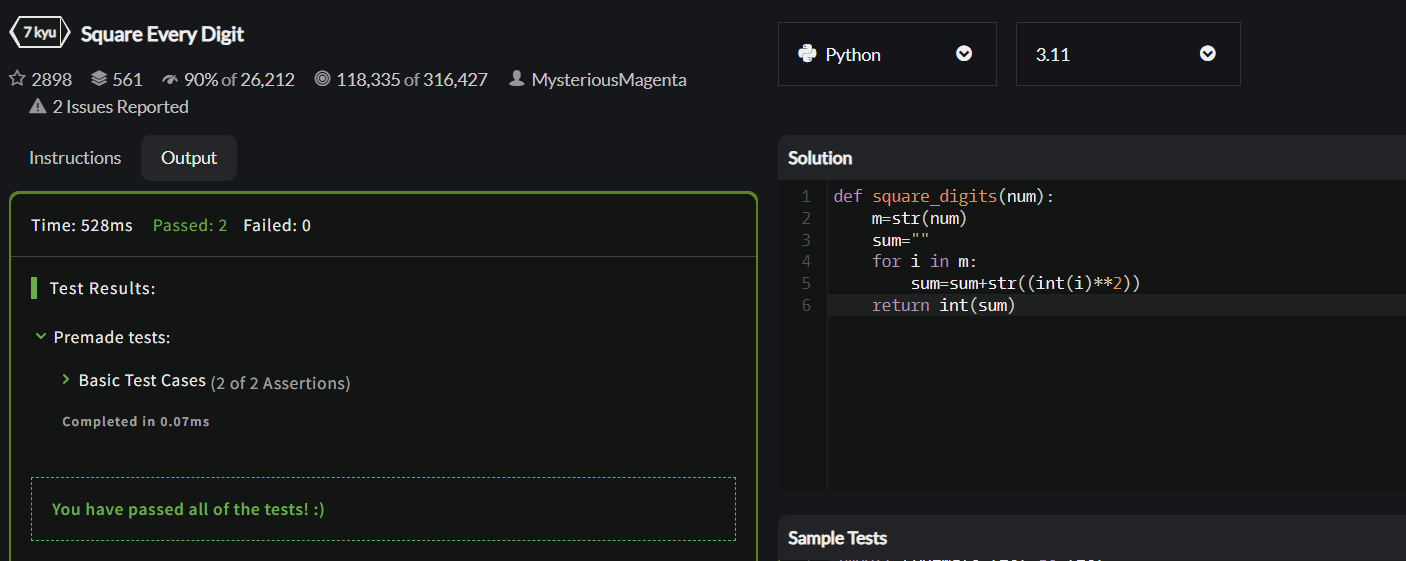 7 kyu Square Every Digit
2898 561 90% of 26,212 118,335 of 316,427 MysteriousMagenta
2 Issues Reported
Instructions Output
Time: 528ms Passed: 2 Failed: 0
Test Results:
Premade tests:
Basic Test Cases (2 of 2 Assertions)
Completed in 0.07ms
You have passed all of the tests! :)
Python 3.11
Solution
1 def square_digits(num):
2     m=str(num)
3     sum=""
4     for i in m:
5         sum=sum+str((int(i)**2))
6     return int(sum)
Sample Tests